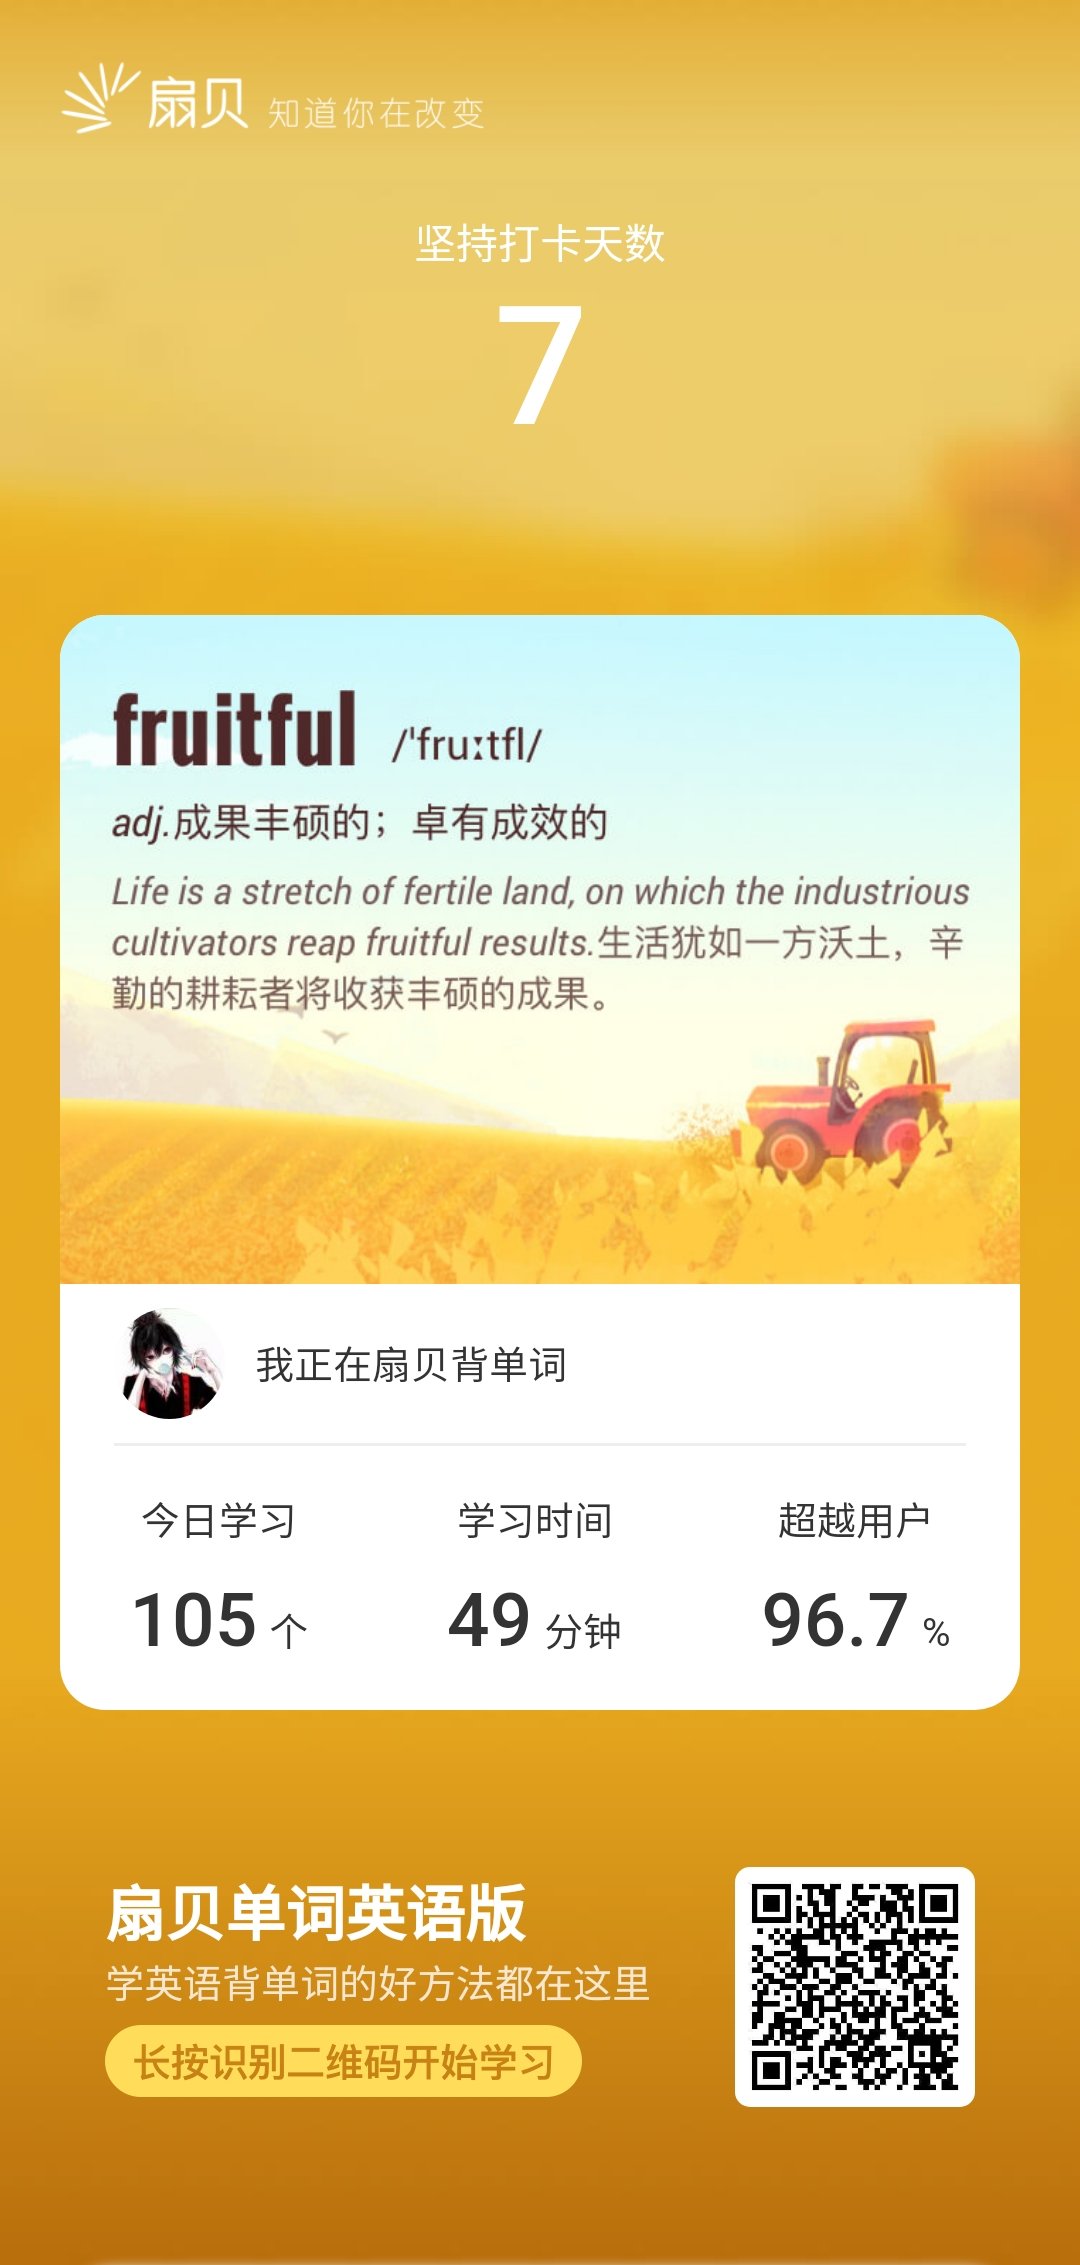 扇贝 知道你在改变
坚持打卡天数
7
fruitful /ˈfruːtfl/
adj.成果丰硕的；卓有成效的
Life is a stretch of fertile land, on which the industrious
cultivators reap fruitful results.生活犹如一方沃土，辛
勤的耕耘者将收获丰硕的成果。
我正在扇贝背单词
今日学习 学习时间 超越用户
105 个 49 分钟 96.7 %
扇贝单词英语版
学英语背单词的好方法都在这里
长按识别二维码开始学习